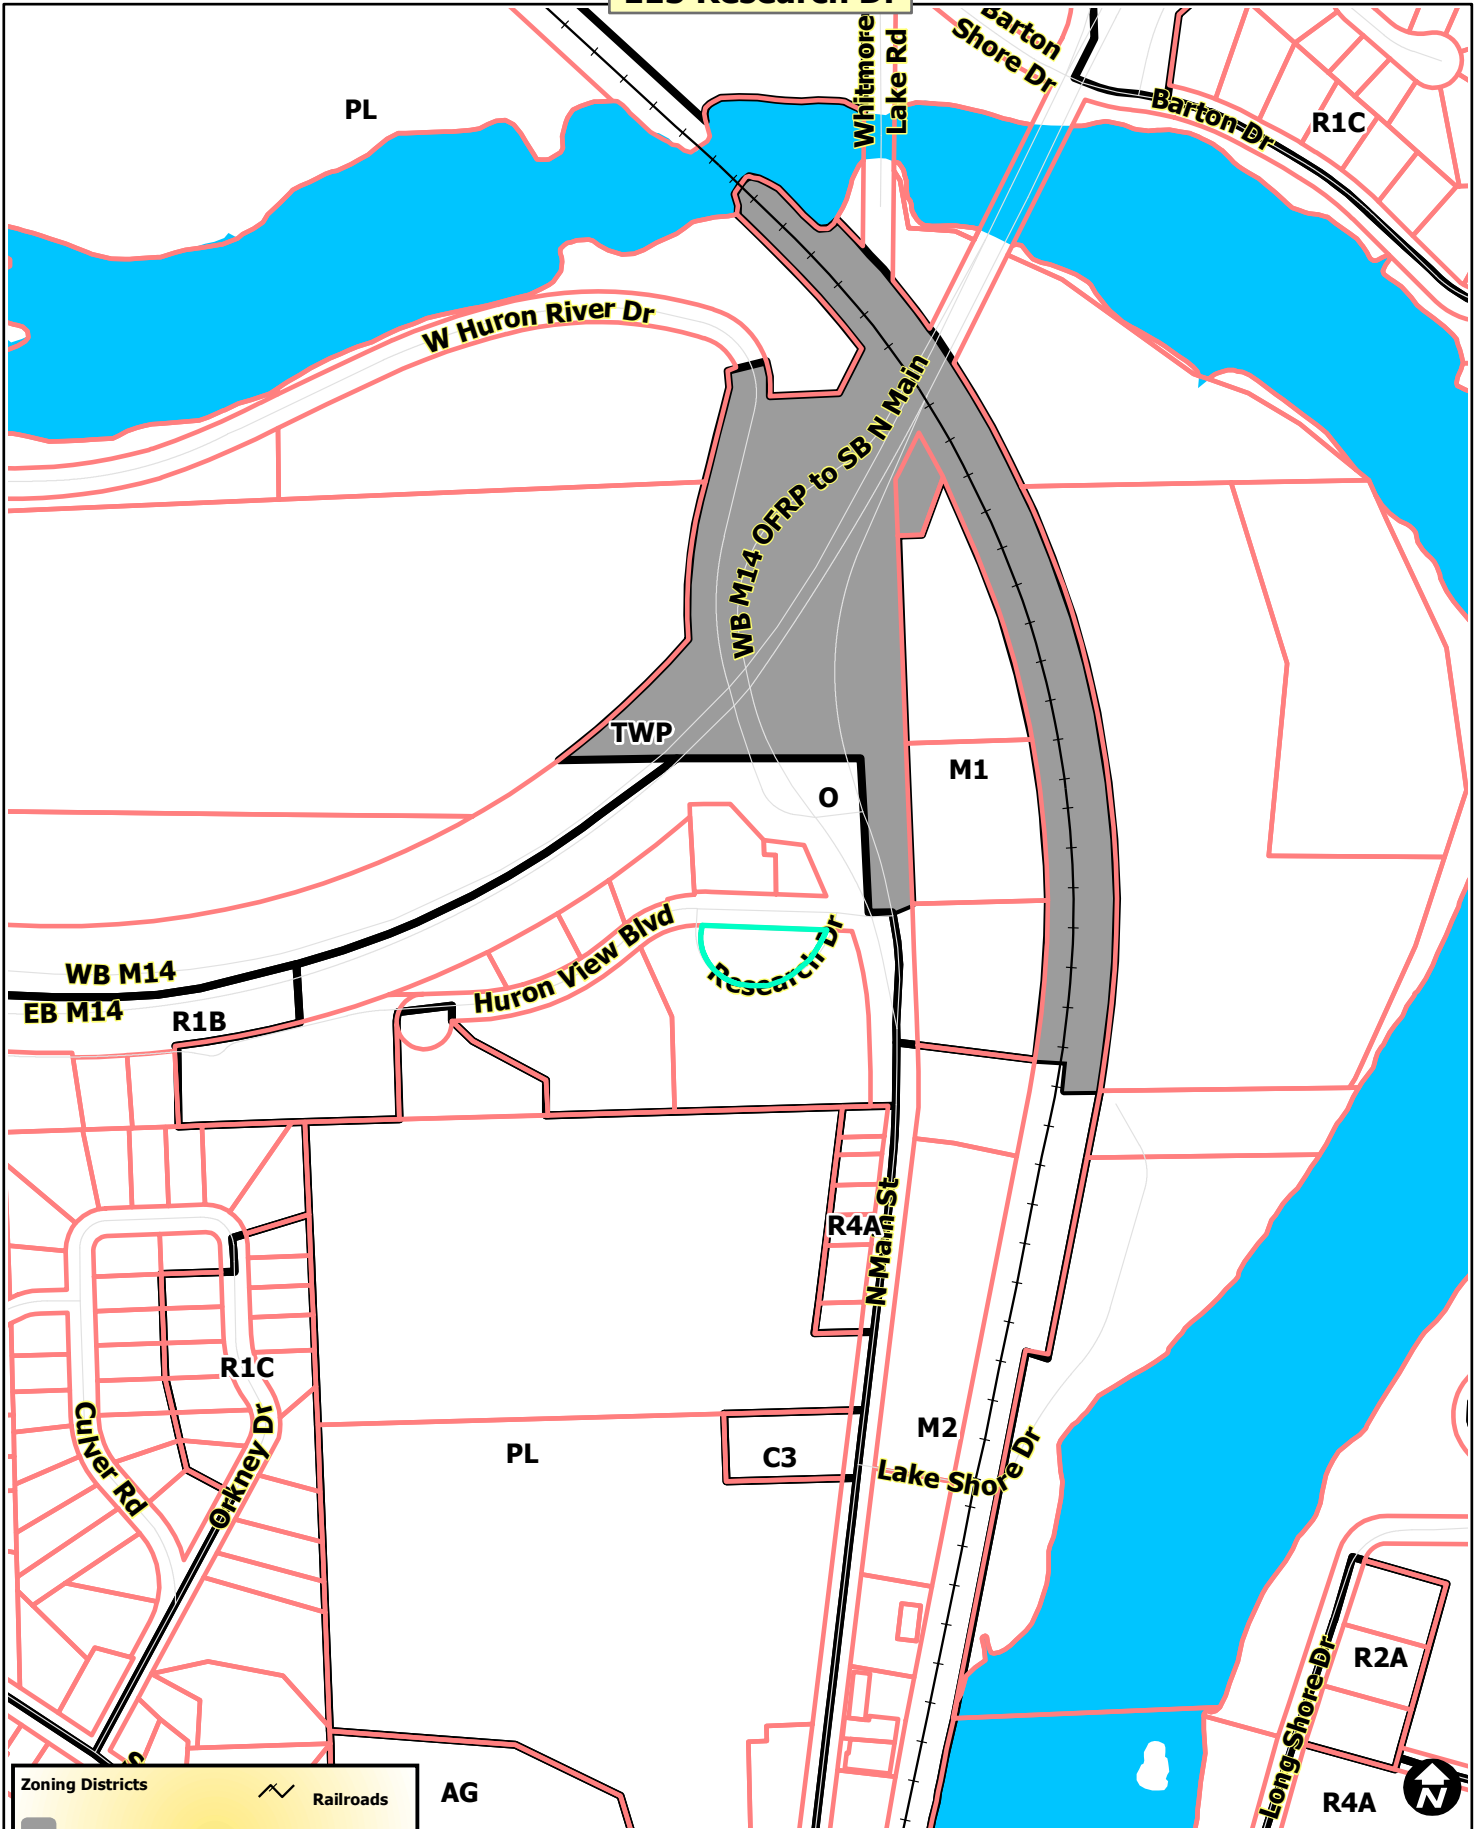 Research Dr
Whitmore
Lake Rd
Barton
Shore Dr
Barton Dr
PL
R1C
W Huron River Dr
WB M14 OFRP to SB N Main
TWP
M1
O
Huron View Blvd
Research Dr
WB M14
EB M14
R1B
R4A
N Main St
R1C
Culver Rd
Orkney Dr
PL
C3
M2
Lake Shore Dr
R2A
Long Shore Dr
R4A
AG
Zoning Districts
Railroads
N